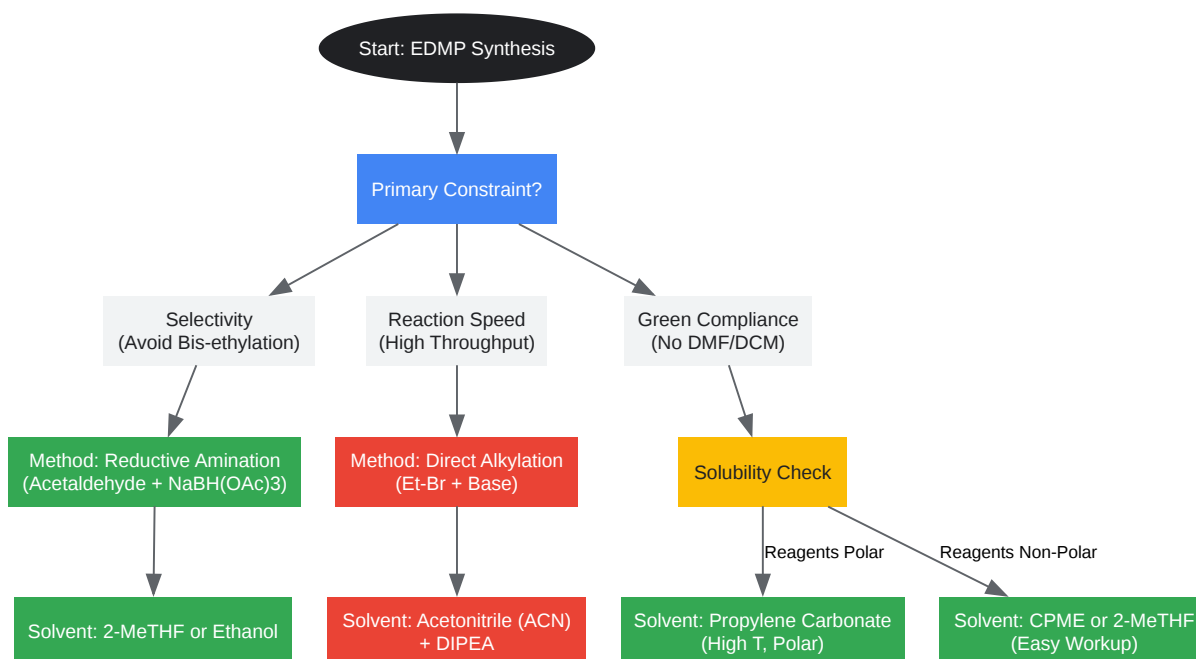 Start: EDMP Synthesis
Primary Constraint?
Selectivity
(Avoid Bis-ethylation)
Reaction Speed
(High Throughput)
Green Compliance
(No DMF/DCM)
Method: Reductive Amination
(Acetaldehyde + NaBH(OAc)3)
Method: Direct Alkylation
(Et-Br + Base)
Solubility Check
Reagents Polar
Reagents Non-Polar
Solvent: 2-MeTHF or Ethanol
Solvent: Acetonitrile (ACN)
+ DIPEA
Solvent: Propylene Carbonate
(High T, Polar)
Solvent: CPME or 2-MeTHF
(Easy Workup)